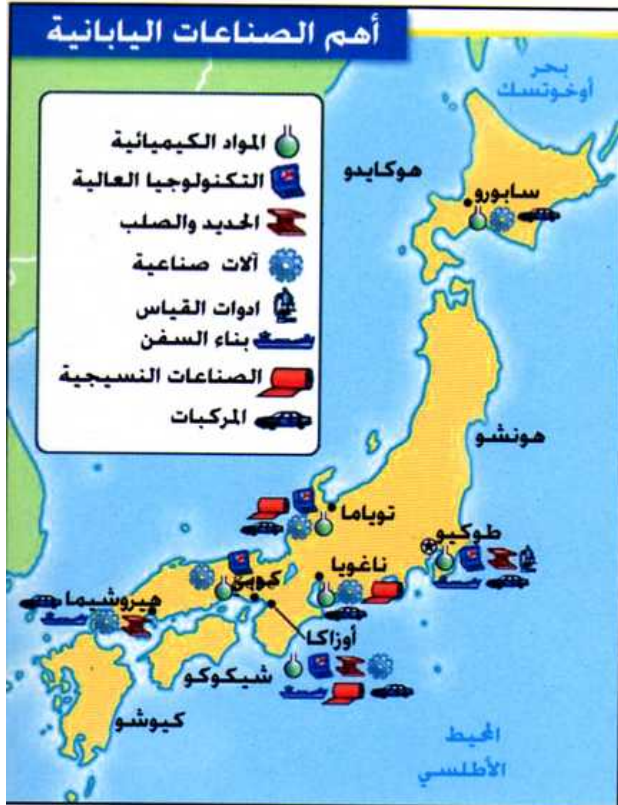 أهم الصناعات اليابانية
بحر
أوخوتسك
المواد الكيميائية
التكنولوجيا العالية
الحديد والصلب
آلات صناعية
ادوات القياس
بناء السفن
الصناعات النسيجية
المركبات
هوكايدو
سابورو
هونشو
توياما
طوكيو
ناغويا
كوبي
هيروشيما
أوزاكا
شيكوكو
كيوشو
المحيط
الأطلسي